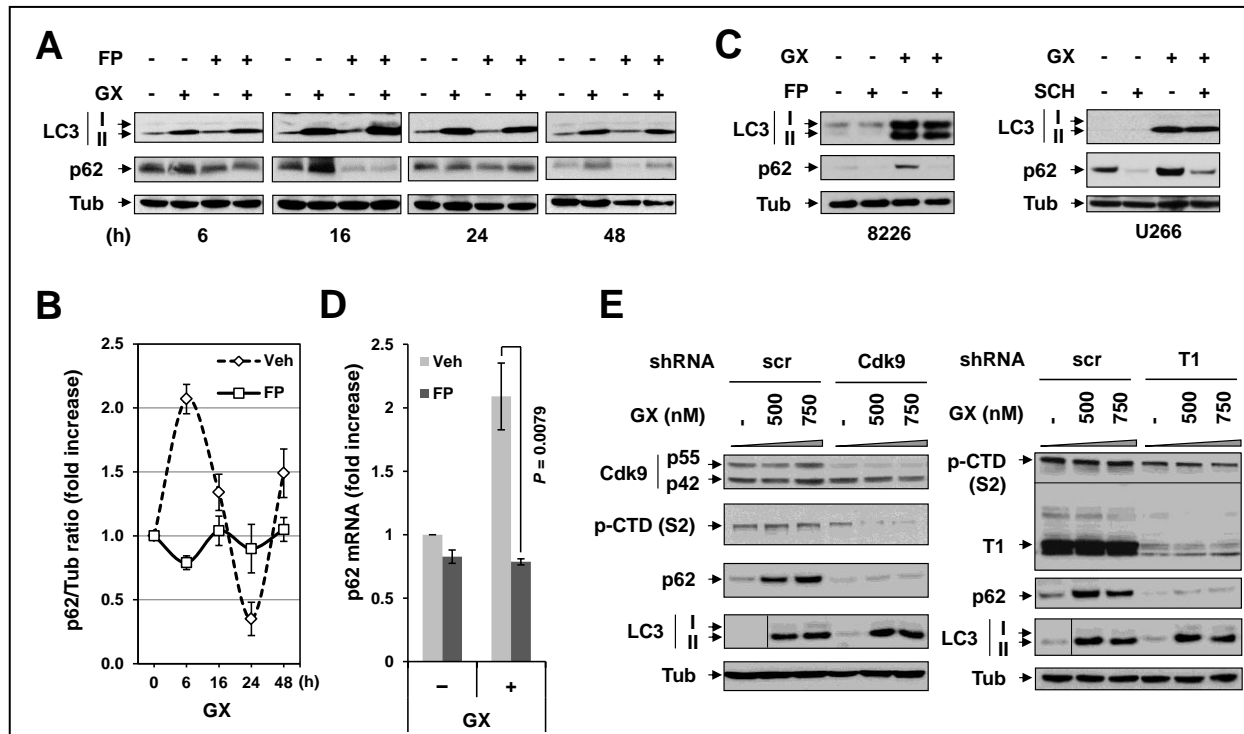 A
FP - - + + - - + + - - + + - - + +
GX - + - + - + - + - + - + - + - +
LC3 I
II
p62
Tub
(h) 6 16 24 48
C
GX - - + +
FP - + - +
LC3 I
II
p62
Tub
8226
GX - - + +
SCH - + - +
LC3 I
II
p62
Tub
U266
B
p62/Tub ratio (fold increase)
2.5
2.0
1.5
1.0
0.5
0.0
Veh
FP
0 6 16 24 48 (h)
GX
D
p62 mRNA (fold increase)
2.5
2
1.5
1
0.5
0
Veh
FP
P = 0.0079
− +
GX
E
shRNA scr Cdk9
GX (nM) - 500 750 - 500 750
Cdk9 p55
p42
p-CTD (S2)
p62
LC3 I
II
Tub
shRNA scr T1
GX (nM) - 500 750 - 500 750
p-CTD
(S2)
T1
p62
LC3 I
II
Tub